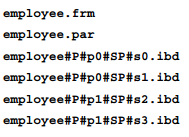 employee.frm
employee.par
employee#P#p0#SP#s0.ibd
employee#P#p0#SP#s1.ibd
employee#P#p1#SP#s2.ibd
employee#P#p1#SP#s3.ibd